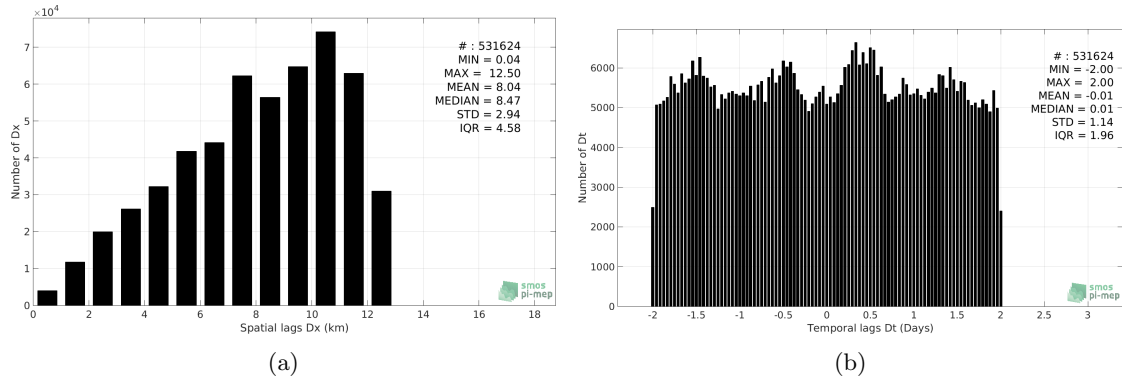 ×10⁴
7
6
5
4
3
2
1
0
Number of Dx
# : 531624
MIN = 0.04
MAX = 12.50
MEAN = 8.04
MEDIAN = 8.47
STD = 2.94
IQR = 4.58
smos
pi-mep
0 2 4 6 8 10 12 14 16 18
Spatial lags Dx (km)
(a)
6000
5000
4000
3000
2000
1000
0
Number of Dt
# : 531624
MIN = -2.00
MAX = 2.00
MEAN = -0.01
MEDIAN = 0.01
STD = 1.14
IQR = 1.96
smos
pi-mep
-2 -1.5 -1 -0.5 0 0.5 1 1.5 2 2.5 3
Temporal lags Dt (Days)
(b)